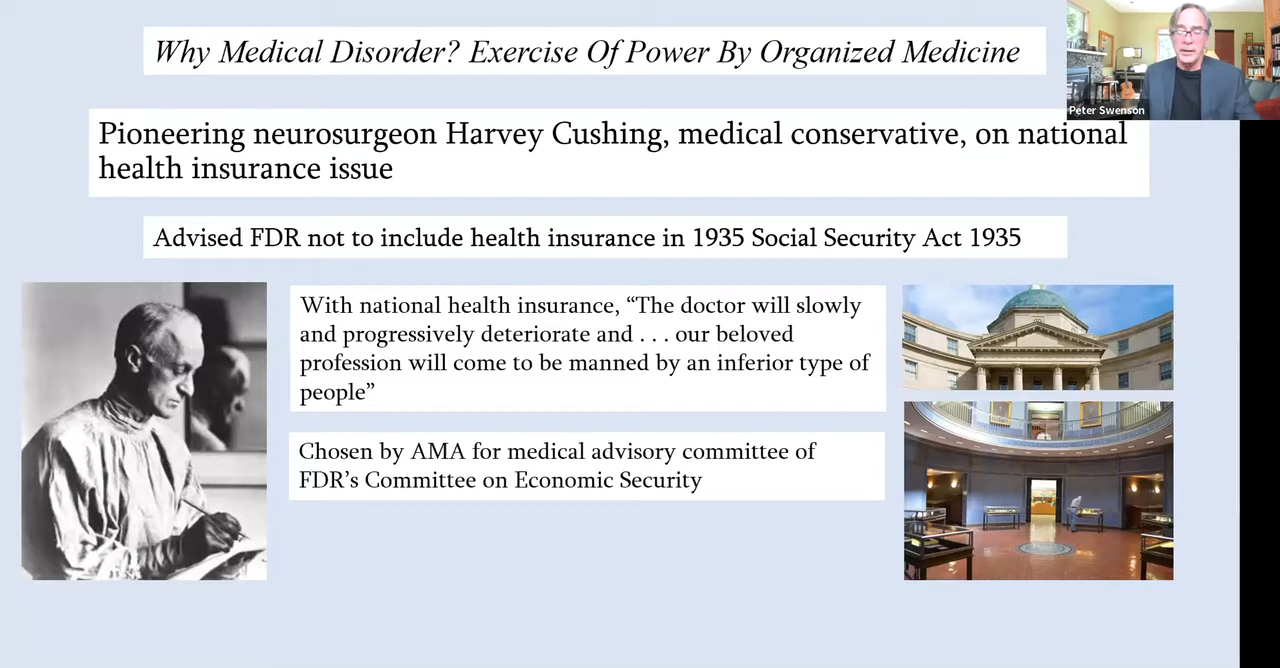 Why Medical Disorder? Exercise Of Power By Organized Medicine
Peter Swenson
Pioneering neurosurgeon Harvey Cushing, medical conservative, on national
health insurance issue
Advised FDR not to include health insurance in 1935 Social Security Act 1935
With national health insurance, “The doctor will slowly
and progressively deteriorate and . . . our beloved
profession will come to be manned by an inferior type of
people”
Chosen by AMA for medical advisory committee of
FDR’s Committee on Economic Security